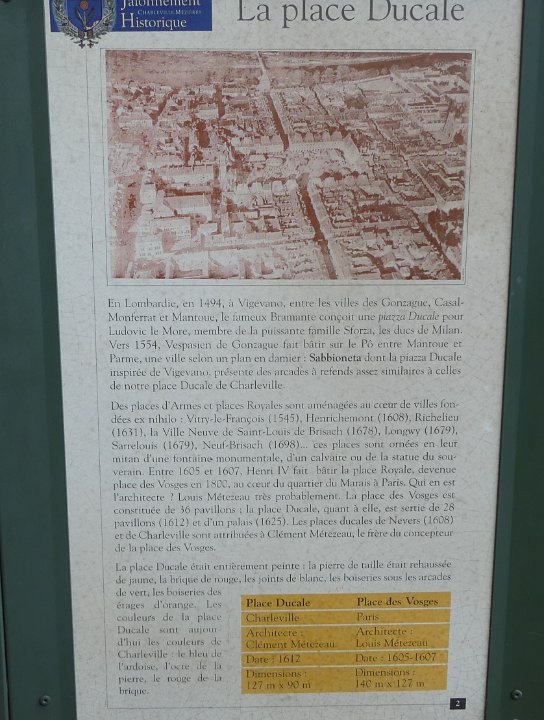 Jalonnement
CHARLEVILLE-MÉZIÈRES
Historique
La place Ducale
En Lombardie, en 1494, à Vigevano, entre les villes des Gonzague, Casal-
Monferrat et Mantoue, le fameux Bramante conçoit une piazza Ducale pour
Ludovic le More, membre de la puissante famille Sforza, les ducs de Milan.
Vers 1554, Vespasien de Gonzague fait bâtir sur le Pô entre Mantoue et
Parme, une ville selon un plan en damier : Sabbioneta dont la piazza Ducale
inspirée de Vigevano, présente des arcades à refends assez similaires à celles
de notre place Ducale de Charleville.
Des places d'Armes et places Royales sont aménagées au cœur de villes fon-
dées ex nihilo : Vitry-le-François (1545), Henrichemont (1608), Richelieu
(1631), la Ville Neuve de Saint-Louis de Brisach (1678), Longwy (1679),
Sarrelouis (1679), Neuf-Brisach (1698)... ces places sont ornées en leur
mitan d'une fontaine monumentale, d'un calvaire ou de la statue du sou-
verain. Entre 1605 et 1607, Henri IV fait bâtir la place Royale, devenue
place des Vosges en 1800, au cœur du quartier du Marais à Paris. Qui en est
l'architecte ? Louis Métezeau très probablement. La place des Vosges est
constituée de 36 pavillons ; la place Ducale, quant à elle, est sertie de 28
pavillons (1612) et d'un palais (1625). Les places ducales de Nevers (1608)
et de Charleville sont attribuées à Clément Métezeau, le frère du concepteur
de la place des Vosges.
La place Ducale était entièrement peinte : la pierre de taille était rehaussée
de jaune, la brique de rouge, les joints de blanc, les boiseries sous les arcades
de vert, les boiseries des
étages d'orange. Les
couleurs de la place
Ducale sont aujour-
d'hui les couleurs de
Charleville : le bleu de
l'ardoise, l'ocre de la
pierre, le rouge de la
brique.
Place Ducale Place des Vosges
Charleville Paris
Architecte : Architecte :
Clément Métezeau Louis Métezeau
Date : 1612 Date : 1605-1607
Dimensions : Dimensions :
127 m x 90 m 140 m x 127 m
2